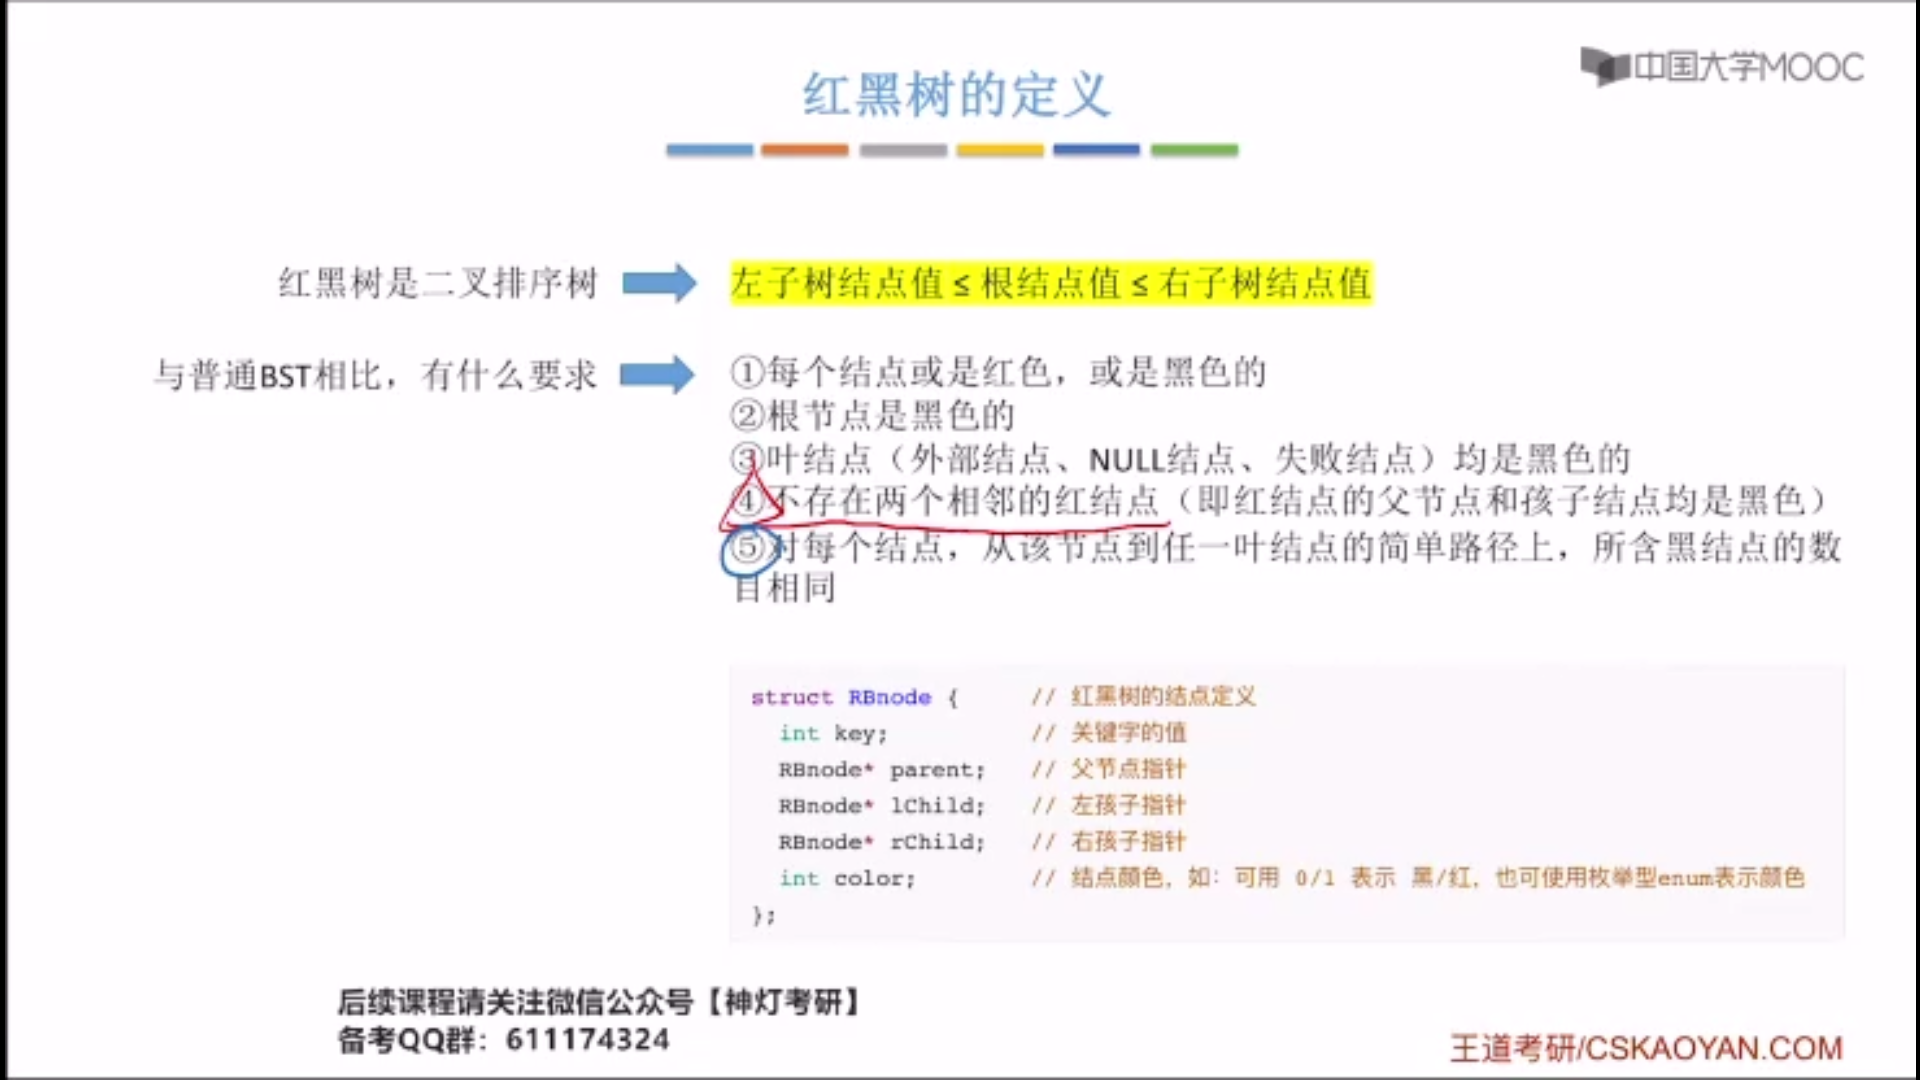 中国大学MOOC
红黑树的定义
红黑树是二叉排序树
左子树结点值 ≤ 根结点值 ≤ 右子树结点值
与普通BST相比，有什么要求
①每个结点或是红色，或是黑色的
②根节点是黑色的
③叶结点（外部结点、NULL结点、失败结点）均是黑色的
④不存在两个相邻的红结点（即红结点的父节点和孩子结点均是黑色）
⑤对每个结点，从该节点到任一叶结点的简单路径上，所含黑结点的数
目相同
struct RBnode { // 红黑树的结点定义
int key; // 关键字的值
RBnode* parent; // 父节点指针
RBnode* lChild; // 左孩子指针
RBnode* rChild; // 右孩子指针
int color; // 结点颜色，如：可用 0/1 表示 黑/红，也可使用枚举型enum表示颜色
};
后续课程请关注微信公众号【神灯考研】
备考QQ群：611174324
王道考研/CSKAOYAN.COM